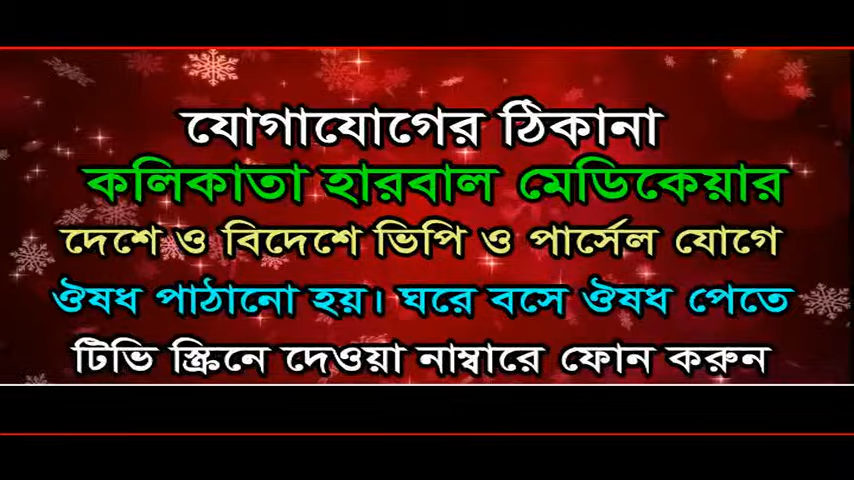 যোগাযোগের ঠিকানা
কলিকাতা হারবাল মেডিকেয়ার
দেশে ও বিদেশে ভিপি ও পার্সেল যোগে
ঔষধ পাঠানো হয়। ঘরে বসে ঔষধ পেতে
টিভি স্ক্রিনে দেওয়া নাম্বারে ফোন করুন